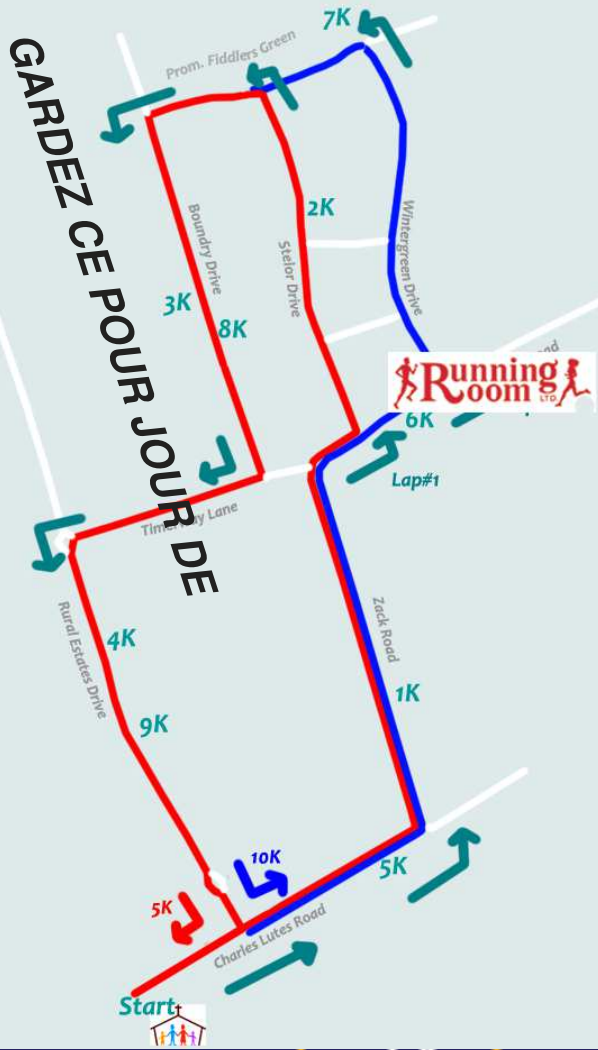 7K
Prom. Fiddlers Green
GARDEZ CE POUR JOUR DE
2K
Boundry Drive
Stelor Drive
Wintergreen Drive
3K
8K
Running
Room
LTD.
6K
Lap#1
Lane
Rural Estates Drive
Zack Road
4K
1K
9K
10K
5K
5K
Charles Lutes Road
Start